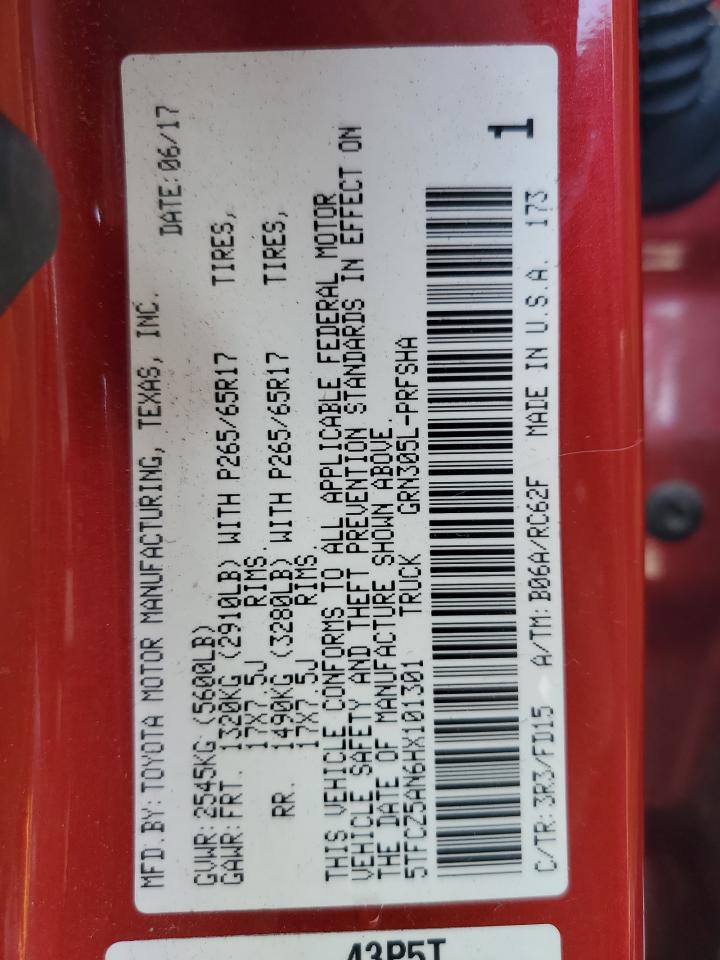 MFD.BY:TOYOTA MOTOR MANUFACTURING, TEXAS, INC.
DATE:06/17
GVWR:2545KG (5600LB)
GAWR:FRT. 1320KG (2910LB) WITH P265/65R17 TIRES,
17X7.5J RIMS.
RR. 1490KG (3280LB) WITH P265/65R17 TIRES,
17X7.5J RIMS.
THIS VEHICLE CONFORMS TO ALL APPLICABLE FEDERAL MOTOR
VEHICLE SAFETY AND THEFT PREVENTION STANDARDS IN EFFECT ON
THE DATE OF MANUFACTURE SHOWN ABOVE.
5TFCZ5AN6HX101301 TRUCK GRN305L-PRFSHA
1
C/TR:3R3/FD15 A/TM:B06A/RC62F MADE IN U.S.A. 173
43P5T